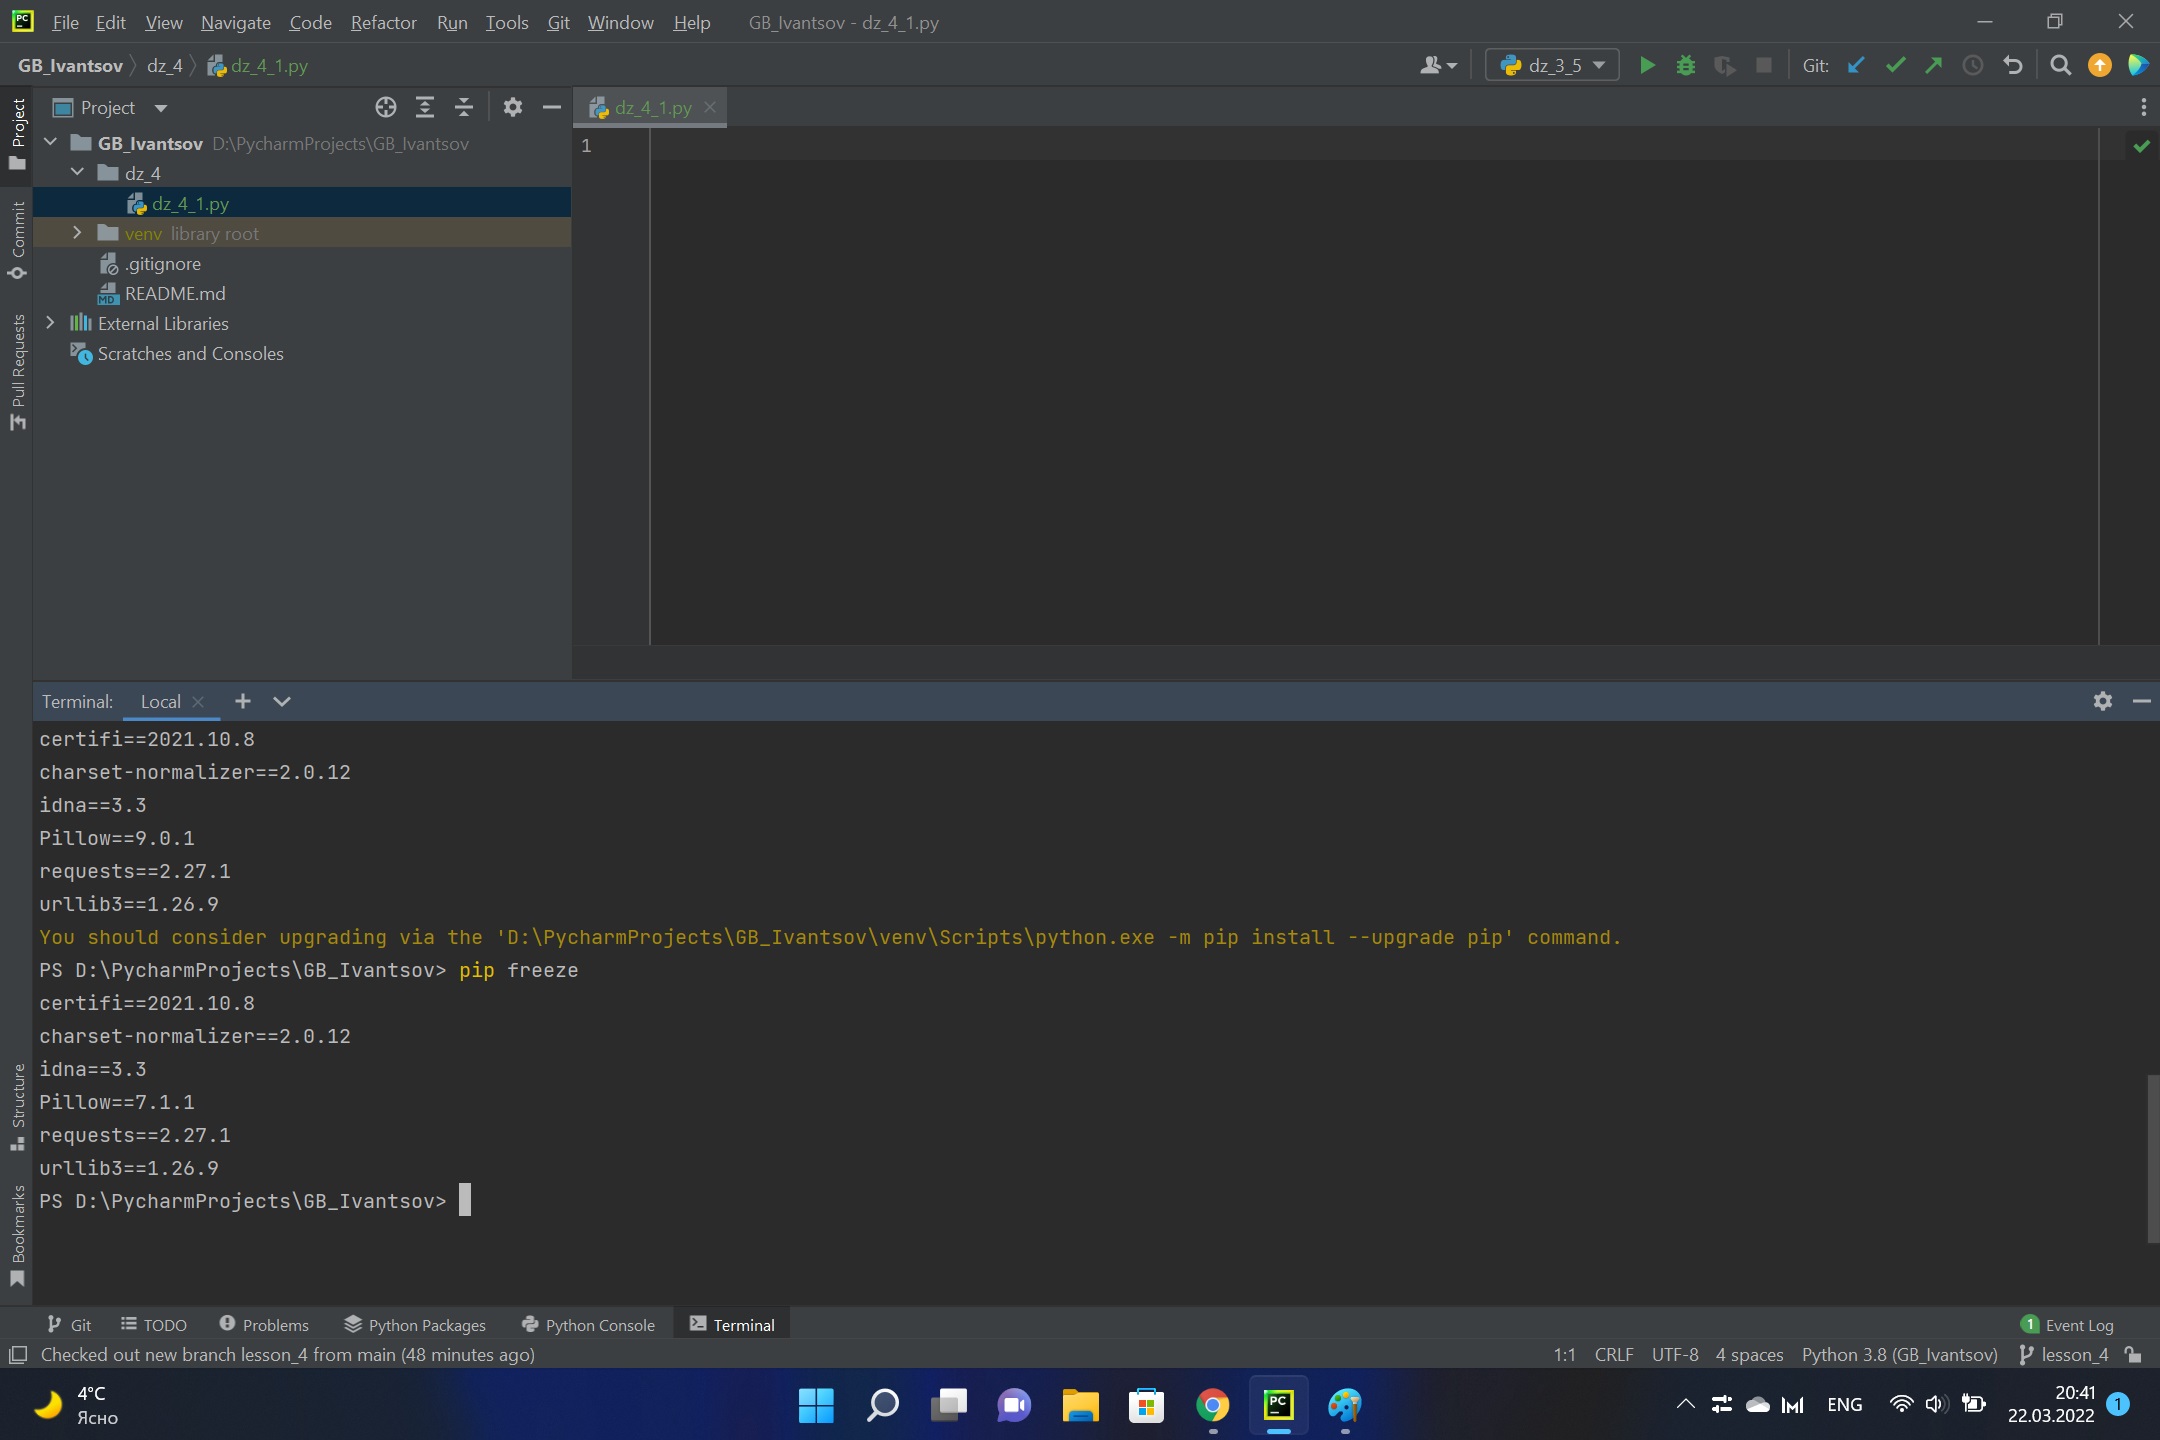 PC File Edit View Navigate Code Refactor Run Tools Git Window Help GB_Ivantsov - dz_4_1.py
GB_Ivantsov dz_4 dz_4_1.py dz_3_5 Git:
Project dz_4_1.py
GB_Ivantsov D:\PycharmProjects\GB_Ivantsov 1
dz_4
dz_4_1.py
venv library root
.gitignore
MD README.md
External Libraries
Scratches and Consoles
Project
Commit
Pull Requests
Structure
Bookmarks
Terminal: Local
certifi==2021.10.8
charset-normalizer==2.0.12
idna==3.3
Pillow==9.0.1
requests==2.27.1
urllib3==1.26.9
You should consider upgrading via the 'D:\PycharmProjects\GB_Ivantsov\venv\Scripts\python.exe -m pip install --upgrade pip' command.
PS D:\PycharmProjects\GB_Ivantsov> pip freeze
certifi==2021.10.8
charset-normalizer==2.0.12
idna==3.3
Pillow==7.1.1
requests==2.27.1
urllib3==1.26.9
PS D:\PycharmProjects\GB_Ivantsov>
Git TODO Problems Python Packages Python Console Terminal 1 Event Log
Checked out new branch lesson_4 from main (48 minutes ago) 1:1 CRLF UTF-8 4 spaces Python 3.8 (GB_Ivantsov) lesson_4
4°C
Ясно
PC
ENG
20:41
22.03.2022
1